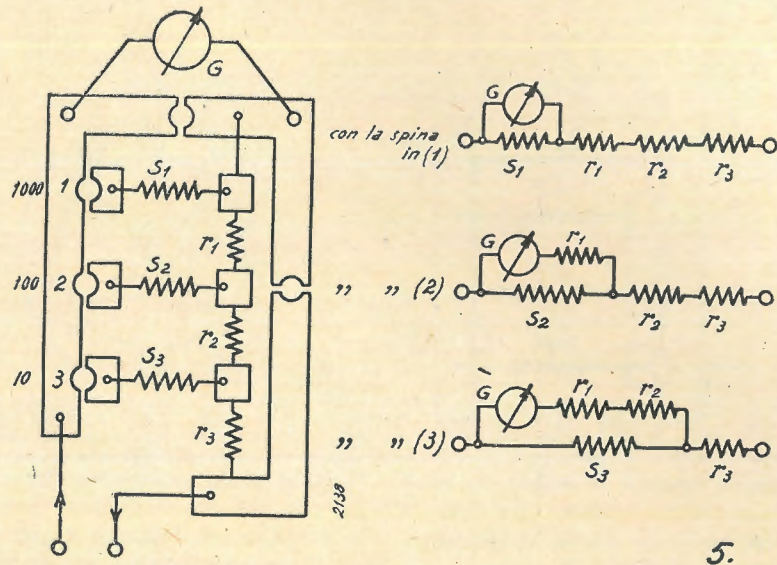 G
con la spina
in (1)
G
s1 r1 r2 r3
1000 1 s1
r1
100 2 s2
r2
10 3 s3
r3
2138
„ „ (2)
G r1
s2 r2 r3
„ „ (3)
G r1 r2
s3 r3
5.